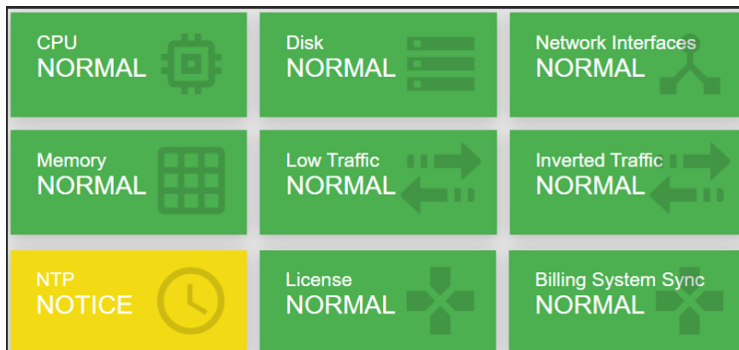 CPU
NORMAL
Disk
NORMAL
Network Interfaces
NORMAL
Memory
NORMAL
Low Traffic
NORMAL
Inverted Traffic
NORMAL
NTP
NOTICE
License
NORMAL
Billing System Sync
NORMAL